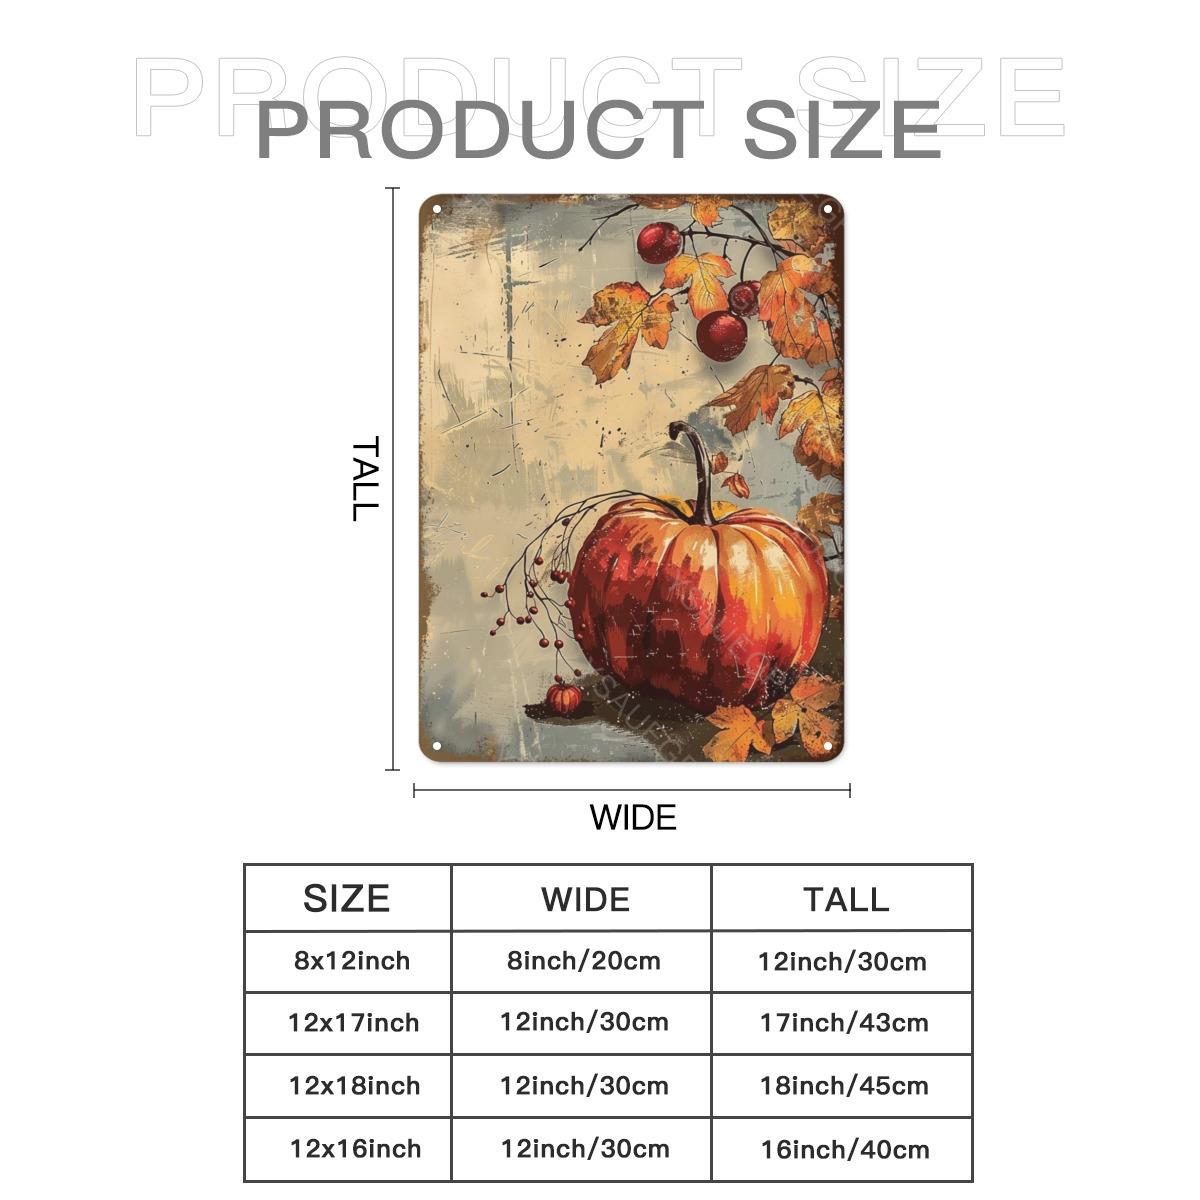 PRODUCT SIZE
PRODUCT SIZE
TALL
WIDE
SIZE WIDE TALL
8x12inch 8inch/20cm 12inch/30cm
12x17inch 12inch/30cm 17inch/43cm
12x18inch 12inch/30cm 18inch/45cm
12x16inch 12inch/30cm 16inch/40cm